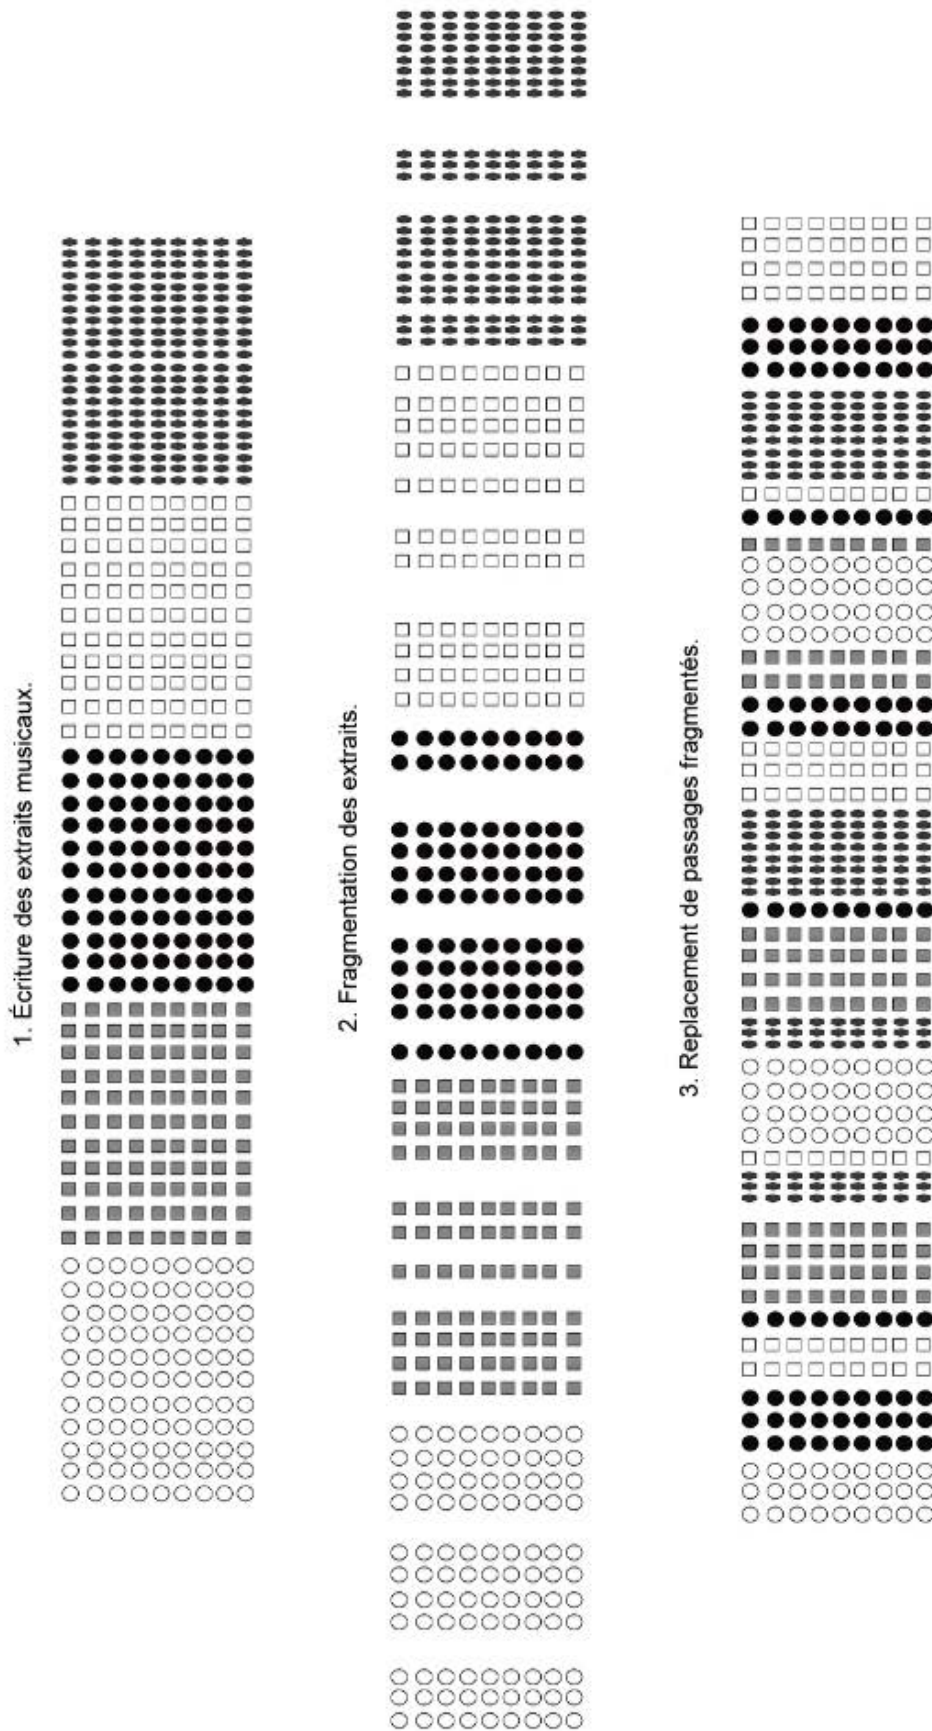 1. Écriture des extraits musicaux.
2. Fragmentation des extraits.
3. Replacement de passages fragmentés.